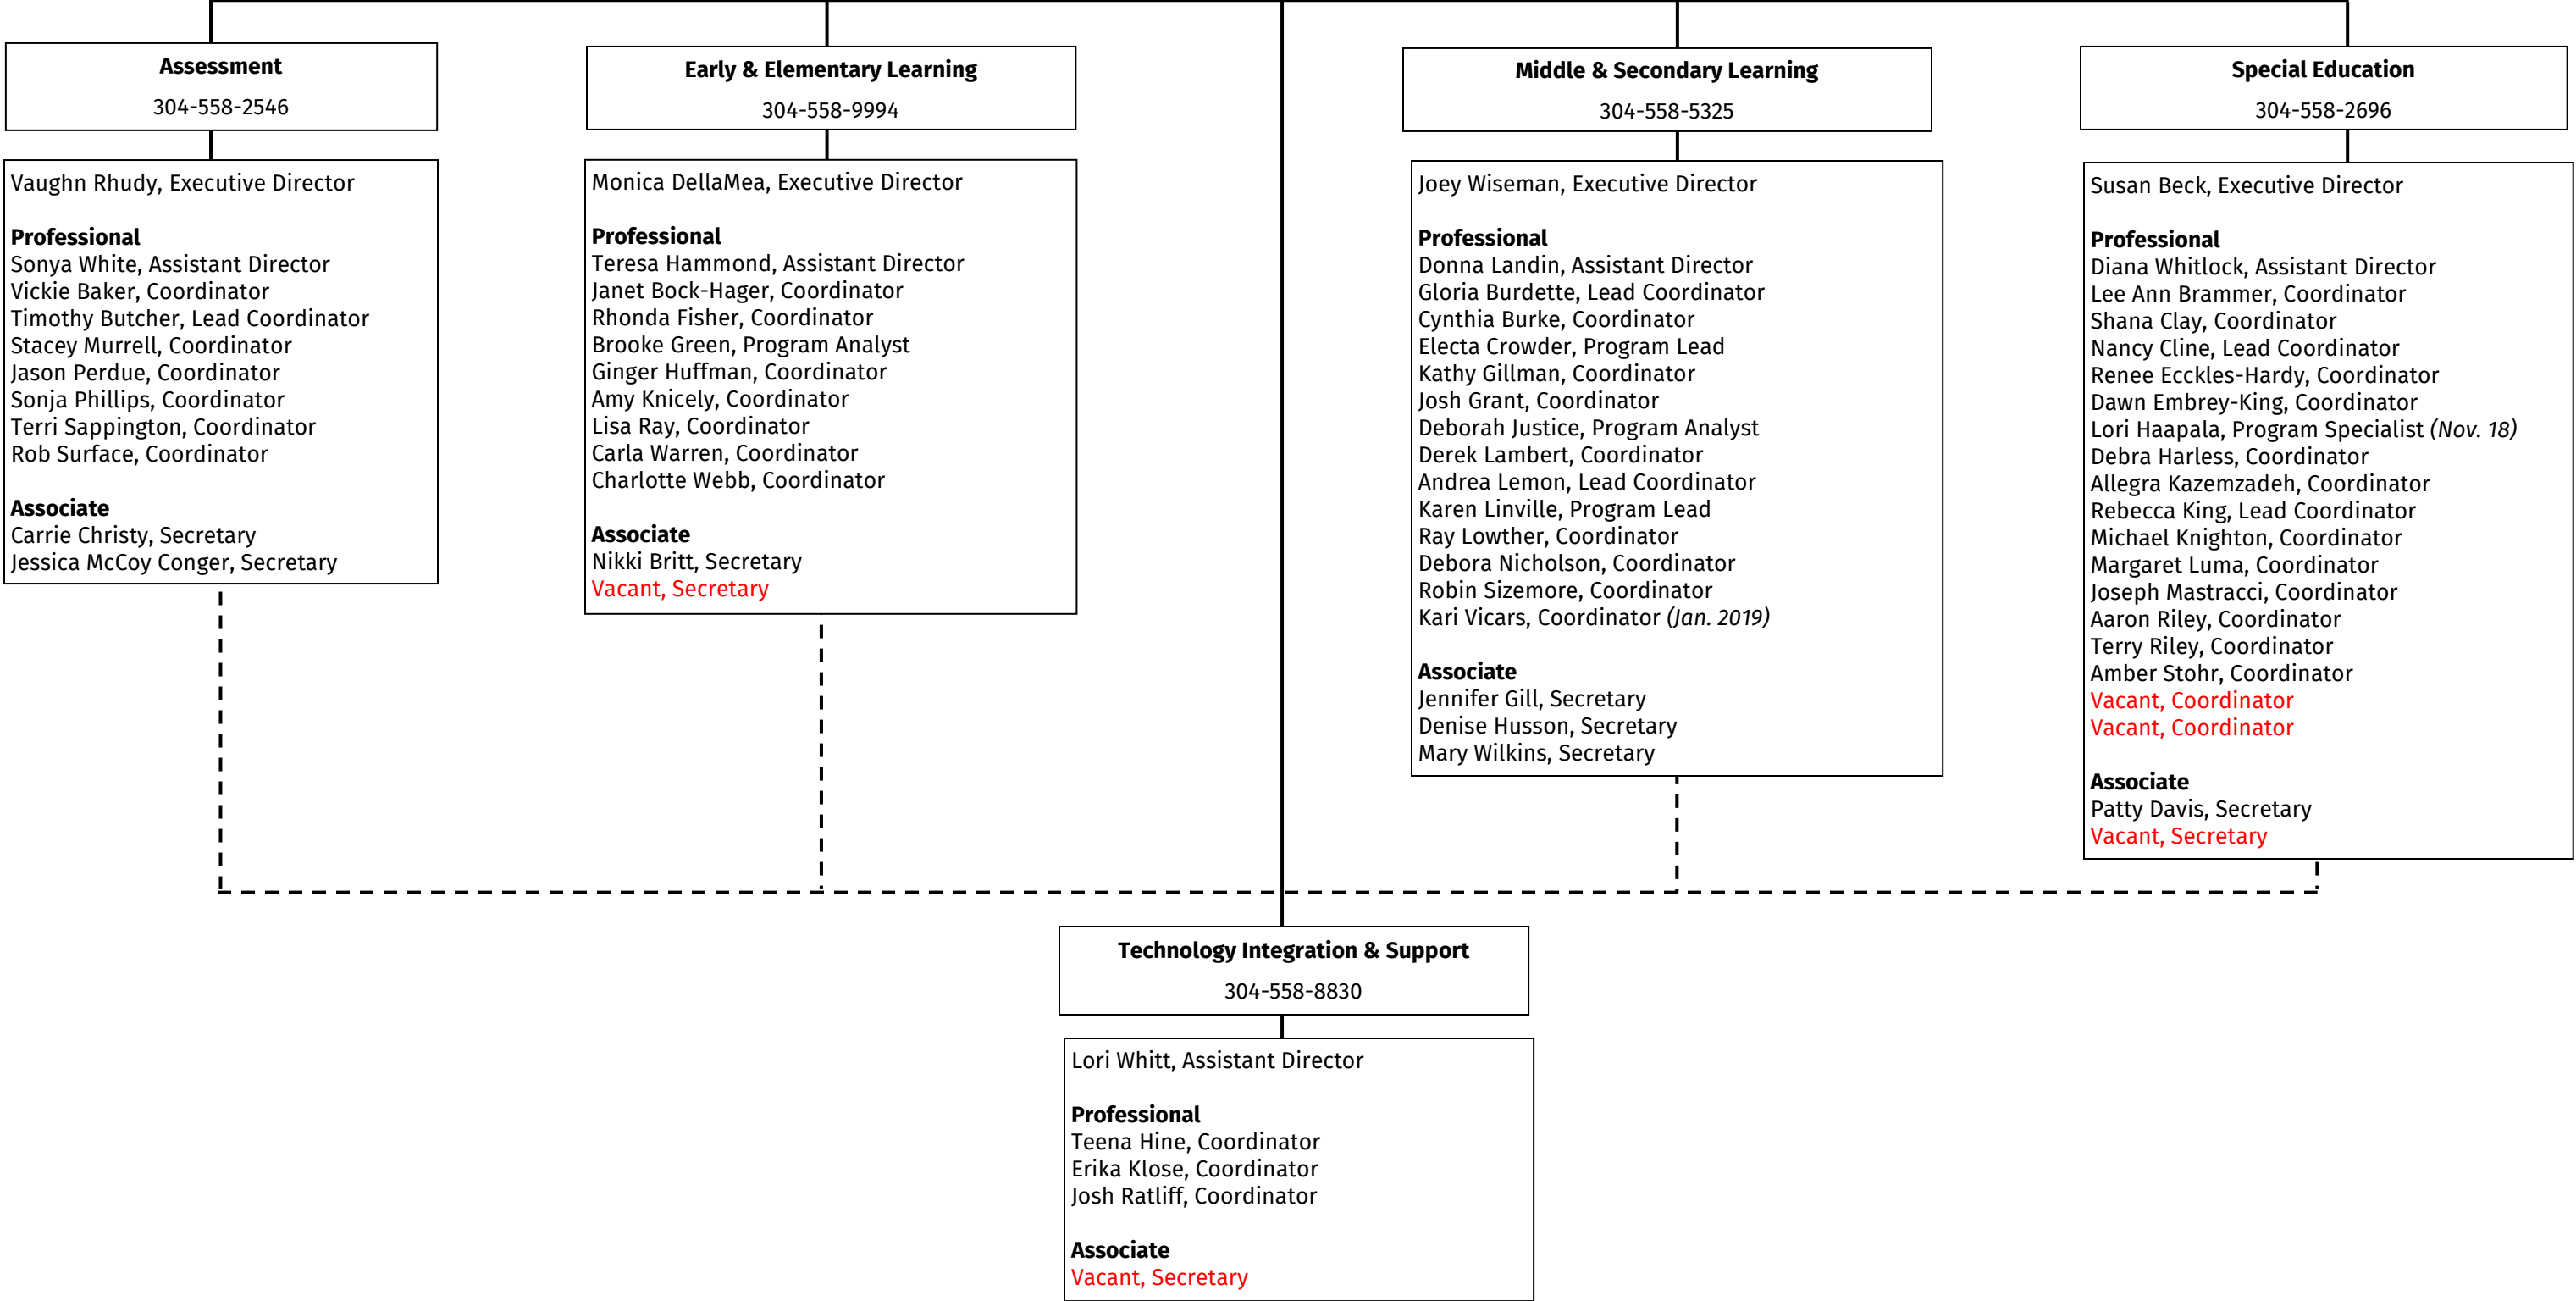 Assessment
304-558-2546
Vaughn Rhudy, Executive Director
Professional
Sonya White, Assistant Director
Vickie Baker, Coordinator
Timothy Butcher, Lead Coordinator
Stacey Murrell, Coordinator
Jason Perdue, Coordinator
Sonja Phillips, Coordinator
Terri Sappington, Coordinator
Rob Surface, Coordinator
Associate
Carrie Christy, Secretary
Jessica McCoy Conger, Secretary
Early & Elementary Learning
304-558-9994
Monica DellaMea, Executive Director
Professional
Teresa Hammond, Assistant Director
Janet Bock-Hager, Coordinator
Rhonda Fisher, Coordinator
Brooke Green, Program Analyst
Ginger Huffman, Coordinator
Amy Knicely, Coordinator
Lisa Ray, Coordinator
Carla Warren, Coordinator
Charlotte Webb, Coordinator
Associate
Nikki Britt, Secretary
Vacant, Secretary
Middle & Secondary Learning
304-558-5325
Joey Wiseman, Executive Director
Professional
Donna Landin, Assistant Director
Gloria Burdette, Lead Coordinator
Cynthia Burke, Coordinator
Electa Crowder, Program Lead
Kathy Gillman, Coordinator
Josh Grant, Coordinator
Deborah Justice, Program Analyst
Derek Lambert, Coordinator
Andrea Lemon, Lead Coordinator
Karen Linville, Program Lead
Ray Lowther, Coordinator
Debora Nicholson, Coordinator
Robin Sizemore, Coordinator
Kari Vicars, Coordinator (Jan. 2019)
Associate
Jennifer Gill, Secretary
Denise Husson, Secretary
Mary Wilkins, Secretary
Special Education
304-558-2696
Susan Beck, Executive Director
Professional
Diana Whitlock, Assistant Director
Lee Ann Brammer, Coordinator
Shana Clay, Coordinator
Nancy Cline, Lead Coordinator
Renee Ecckles-Hardy, Coordinator
Dawn Embrey-King, Coordinator
Lori Haapala, Program Specialist (Nov. 18)
Debra Harless, Coordinator
Allegra Kazemzadeh, Coordinator
Rebecca King, Lead Coordinator
Michael Knighton, Coordinator
Margaret Luma, Coordinator
Joseph Mastracci, Coordinator
Aaron Riley, Coordinator
Terry Riley, Coordinator
Amber Stohr, Coordinator
Vacant, Coordinator
Vacant, Coordinator
Associate
Patty Davis, Secretary
Vacant, Secretary
Technology Integration & Support
304-558-8830
Lori Whitt, Assistant Director
Professional
Teena Hine, Coordinator
Erika Klose, Coordinator
Josh Ratliff, Coordinator
Associate
Vacant, Secretary